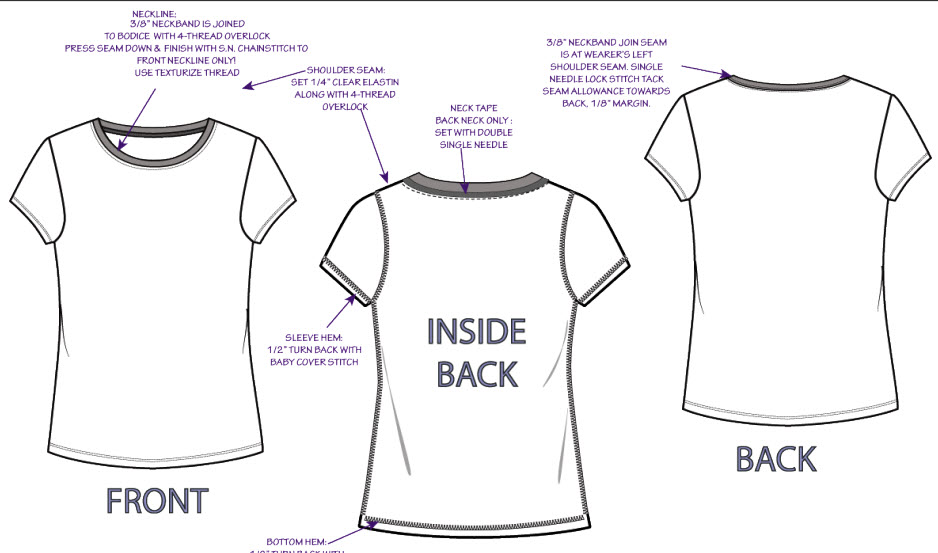 NECKLINE:
3/8" NECKBAND IS JOINED
TO BODICE WITH 4-THREAD OVERLOCK
PRESS SEAM DOWN & FINISH WITH S.N. CHAINSTITCH TO
FRONT NECKLINE ONLY!
USE TEXTURIZE THREAD
SHOULDER SEAM:
SET 1/4" CLEAR ELASTIN
ALONG WITH 4-THREAD
OVERLOCK
NECK TAPE
BACK NECK ONLY :
SET WITH DOUBLE
SINGLE NEEDLE
3/8" NECKBAND JOIN SEAM
IS AT WEARER'S LEFT
SHOULDER SEAM. SINGLE
NEEDLE LOCK STITCH TACK
SEAM ALLOWANCE TOWARDS
BACK, 1/8" MARGIN.
SLEEVE HEM:
1/2" TURN BACK WITH
BABY COVER STITCH
INSIDE
BACK
FRONT
BACK
BOTTOM HEM:
TURN BACK WITH